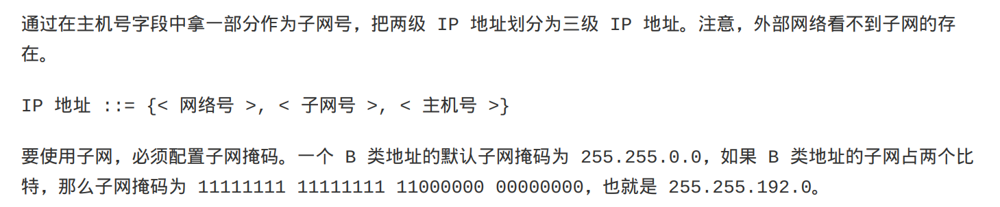 通过在主机号字段中拿一部分作为子网号，把两级 IP 地址划分为三级 IP 地址。注意，外部网络看不到子网的存
在。
IP 地址 ::= {< 网络号 >, < 子网号 >, < 主机号 >}
要使用子网，必须配置子网掩码。一个 B 类地址的默认子网掩码为 255.255.0.0，如果 B 类地址的子网占两个比
特，那么子网掩码为 11111111 11111111 11000000 00000000，也就是 255.255.192.0。